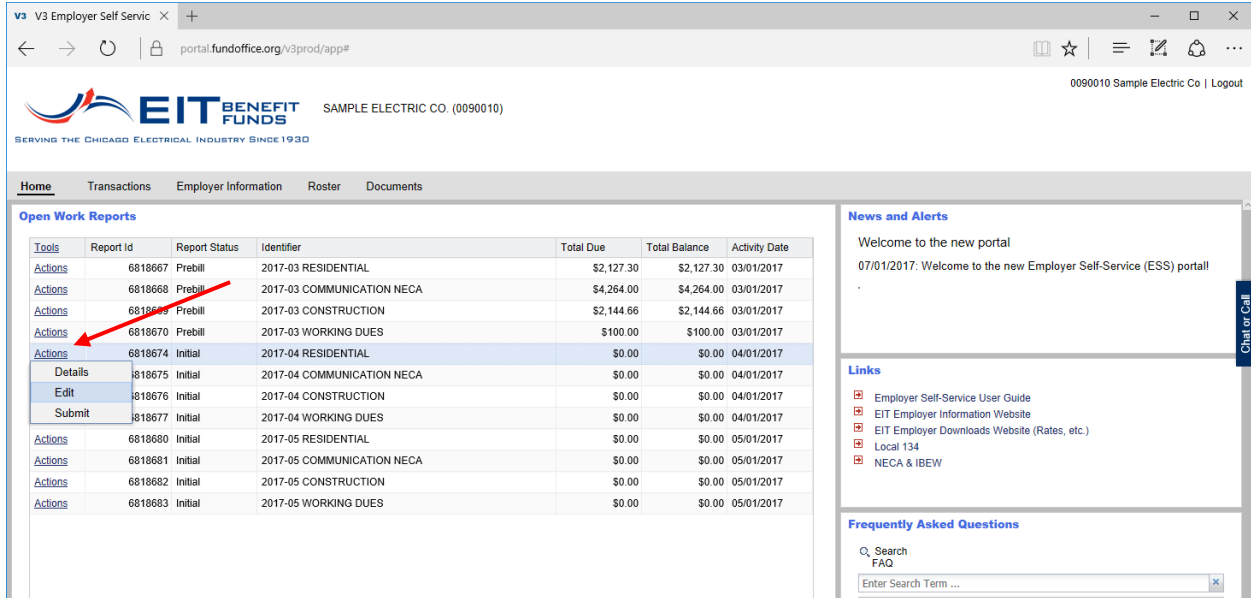 V3 V3 Employer Self Servic
portal.fundoffice.org/v3prod/app#
0090010 Sample Electric Co | Logout
EIT BENEFIT FUNDS
SAMPLE ELECTRIC CO. (0090010)
SERVING THE CHICAGO ELECTRICAL INDUSTRY SINCE 1930
Home Transactions Employer Information Roster Documents
Open Work Reports
Tools Report Id Report Status Identifier Total Due Total Balance Activity Date
Actions 6818667 Prebill 2017-03 RESIDENTIAL $2,127.30 $2,127.30 03/01/2017
Actions 6818668 Prebill 2017-03 COMMUNICATION NECA $4,264.00 $4,264.00 03/01/2017
Actions 6818669 Prebill 2017-03 CONSTRUCTION $2,144.66 $2,144.66 03/01/2017
Actions 6818670 Prebill 2017-03 WORKING DUES $100.00 $100.00 03/01/2017
Actions 6818674 Initial 2017-04 RESIDENTIAL $0.00 $0.00 04/01/2017
Details 6818675 Initial 2017-04 COMMUNICATION NECA $0.00 $0.00 04/01/2017
Edit 6818676 Initial 2017-04 CONSTRUCTION $0.00 $0.00 04/01/2017
Submit 6818677 Initial 2017-04 WORKING DUES $0.00 $0.00 04/01/2017
Actions 6818680 Initial 2017-05 RESIDENTIAL $0.00 $0.00 05/01/2017
Actions 6818681 Initial 2017-05 COMMUNICATION NECA $0.00 $0.00 05/01/2017
Actions 6818682 Initial 2017-05 CONSTRUCTION $0.00 $0.00 05/01/2017
Actions 6818683 Initial 2017-05 WORKING DUES $0.00 $0.00 05/01/2017
News and Alerts
Welcome to the new portal
07/01/2017: Welcome to the new Employer Self-Service (ESS) portal!
.
Chat or Call
Links
Employer Self-Service User Guide
EIT Employer Information Website
EIT Employer Downloads Website (Rates, etc.)
Local 134
NECA & IBEW
Frequently Asked Questions
Search
FAQ
Enter Search Term ...